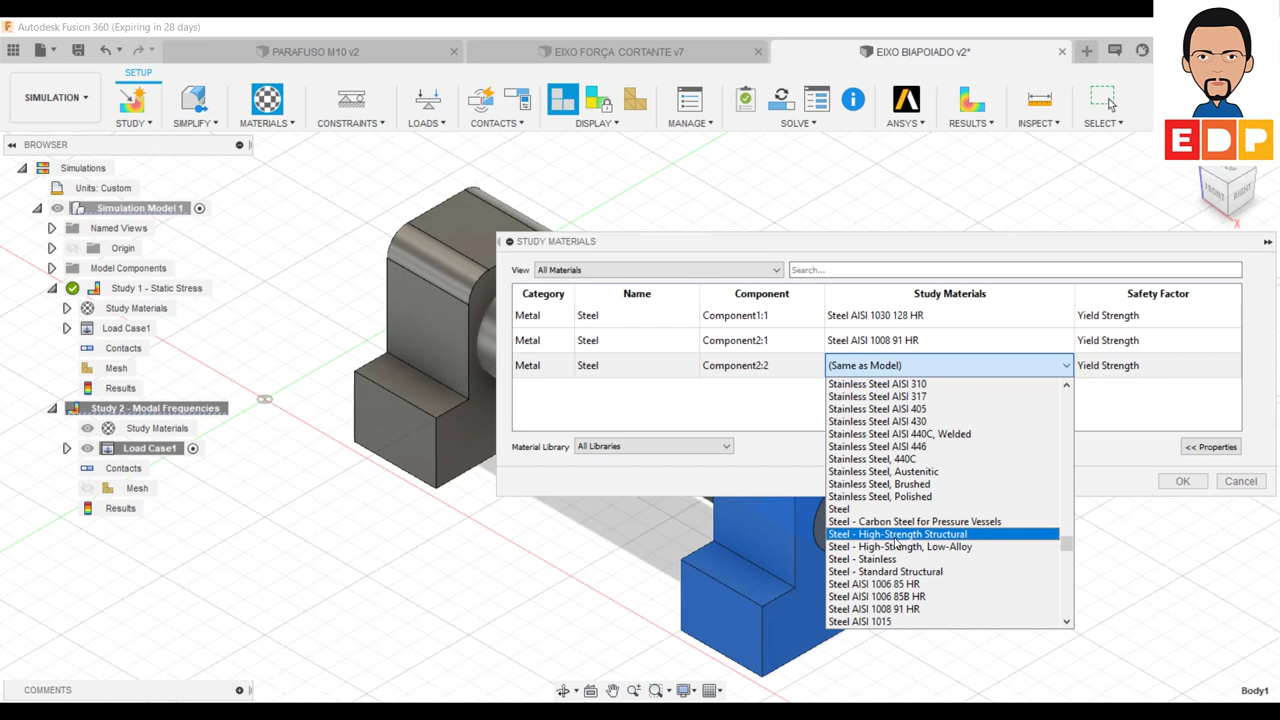 Autodesk Fusion 360 (Expiring in 28 days)
PARAFUSO M10 v2
EIXO FORÇA CORTANTE v7
EIXO BIAPOIADO v2*
SETUP
SIMULATION
STUDY
SIMPLIFY
MATERIALS
CONSTRAINTS
LOADS
CONTACTS
DISPLAY
MANAGE
SOLVE
ANSYS
RESULTS
INSPECT
SELECT
EDP
BROWSER
Simulations
Units: Custom
Simulation Model 1
Named Views
Origin
Model Components
Study 1 - Static Stress
Study Materials
Load Case1
Contacts
Mesh
Results
Study 2 - Modal Frequencies
Study Materials
Load Case1
Contacts
Mesh
Results
FRONT
RIGHT
X
STUDY MATERIALS
View All Materials Search...
Category Name Component Study Materials Safety Factor
Metal Steel Component1:1 Steel AISI 1030 128 HR Yield Strength
Metal Steel Component2:1 Steel AISI 1008 91 HR Yield Strength
Metal Steel Component2:2 (Same as Model) Yield Strength
Stainless Steel AISI 310
Stainless Steel AISI 317
Stainless Steel AISI 405
Stainless Steel AISI 430
Stainless Steel AISI 440C, Welded
Stainless Steel AISI 446
Stainless Steel, 440C
Stainless Steel, Austenitic
Stainless Steel, Brushed
Stainless Steel, Polished
Steel
Steel - Carbon Steel for Pressure Vessels
Steel - High-Strength Structural
Steel - High-Strength, Low-Alloy
Steel - Stainless
Steel - Standard Structural
Steel AISI 1006 85 HR
Steel AISI 1006 85B HR
Steel AISI 1008 91 HR
Steel AISI 1015
Material Library All Libraries
<< Properties
OK Cancel
COMMENTS
Body1